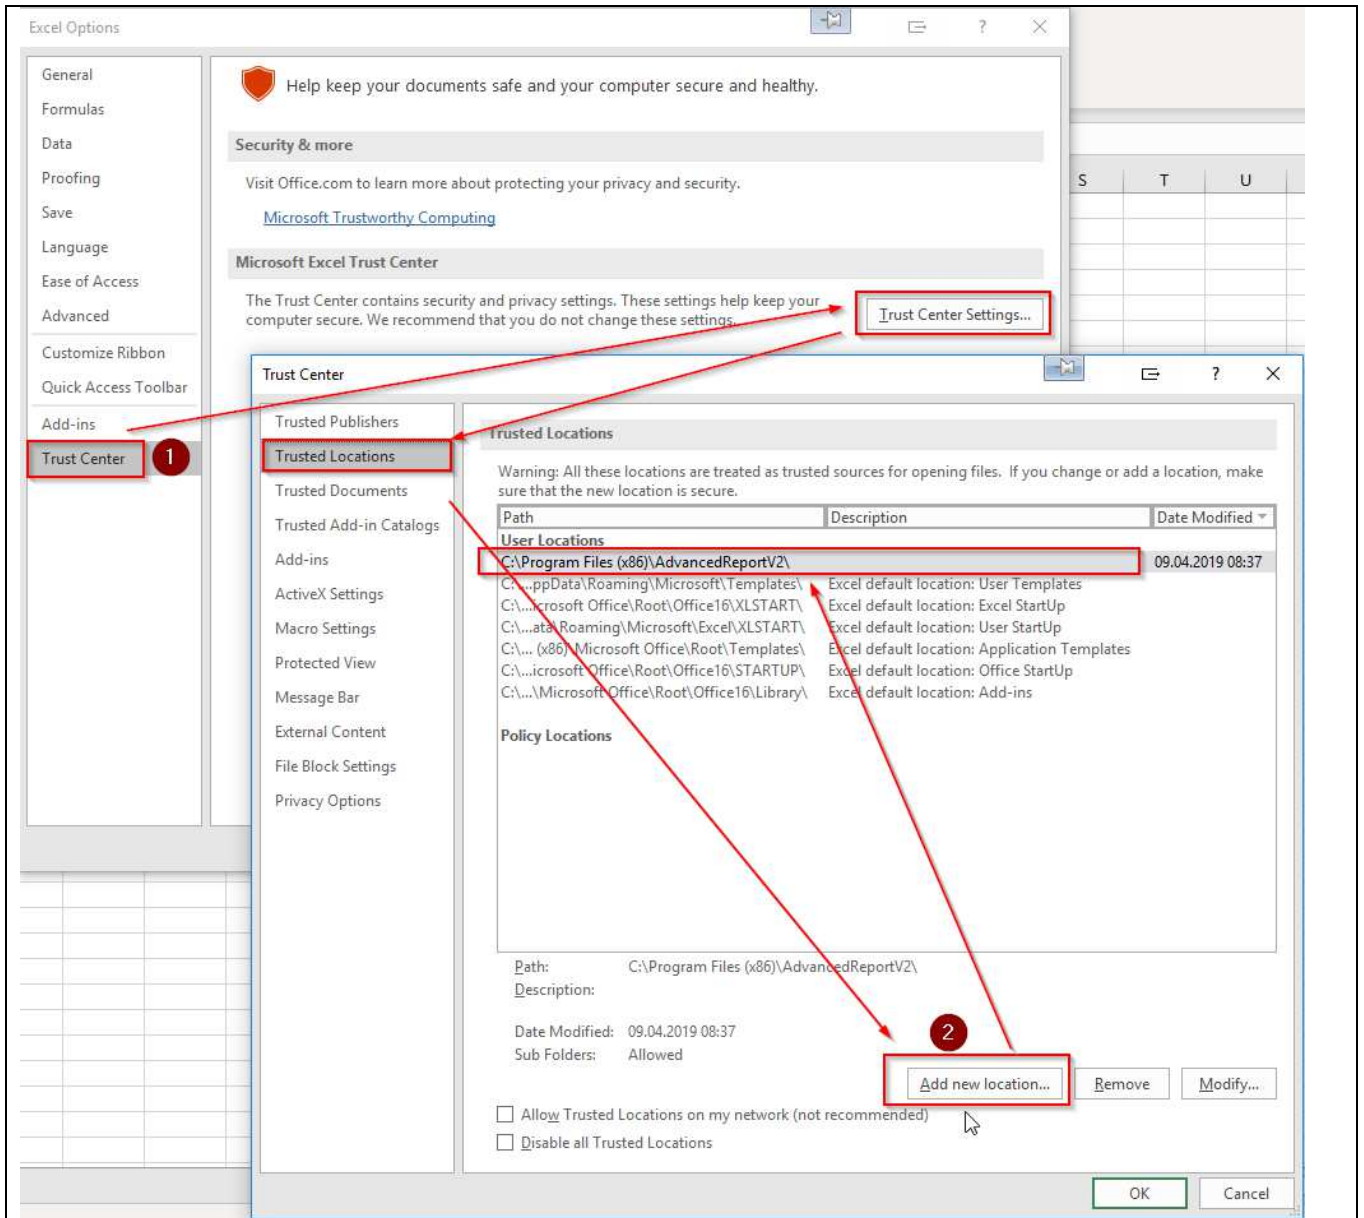 Excel Options
?
General
Formulas
Data
Proofing
Save
Language
Ease of Access
Advanced
Customize Ribbon
Quick Access Toolbar
Add-ins
Trust Center
1
Help keep your documents safe and your computer secure and healthy.
Security & more
Visit Office.com to learn more about protecting your privacy and security.
Microsoft Trustworthy Computing
Microsoft Excel Trust Center
The Trust Center contains security and privacy settings. These settings help keep your
computer secure. We recommend that you do not change these settings.
Trust Center Settings...
S T U
Trust Center
?
Trusted Publishers
Trusted Locations
Trusted Documents
Trusted Add-in Catalogs
Add-ins
ActiveX Settings
Macro Settings
Protected View
Message Bar
External Content
File Block Settings
Privacy Options
Trusted Locations
Warning: All these locations are treated as trusted sources for opening files. If you change or add a location, make
sure that the new location is secure.
Path Description Date Modified
User Locations
C:\Program Files (x86)\AdvancedReportV2\ 09.04.2019 08:37
C:\...ppData\Roaming\Microsoft\Templates\ Excel default location: User Templates
C:\...icrosoft Office\Root\Office16\XLSTART\ Excel default location: Excel StartUp
C:\...ata\Roaming\Microsoft\Excel\XLSTART\ Excel default location: User StartUp
C:\... (x86)\Microsoft Office\Root\Templates\ Excel default location: Application Templates
C:\...icrosoft Office\Root\Office16\STARTUP\ Excel default location: Office StartUp
C:\...\Microsoft Office\Root\Office16\Library\ Excel default location: Add-ins
Policy Locations
Path: C:\Program Files (x86)\AdvancedReportV2\
Description:
Date Modified: 09.04.2019 08:37
Sub Folders: Allowed
2
Add new location... Remove Modify...
Allow Trusted Locations on my network (not recommended)
Disable all Trusted Locations
OK Cancel